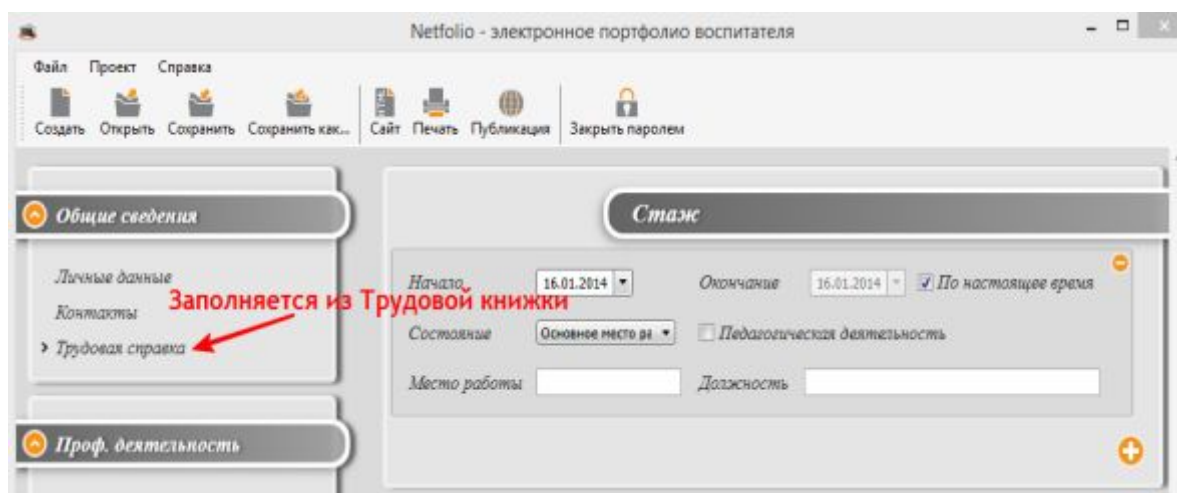 Netfolio - электронное портфолио воспитателя
Файл Проект Справка
Создать Открыть Сохранить Сохранить как... Сайт Печать Публикация Закрыть паролем
Общие сведения
Стаж
Личные данные
Контакты
Трудовая справка
Заполняется из Трудовой книжки
Начало 16.01.2014 Окончание 16.01.2014 По настоящее время
Состояние Основное место ра Педагогическая деятельность
Место работы Должность
Проф. деятельность